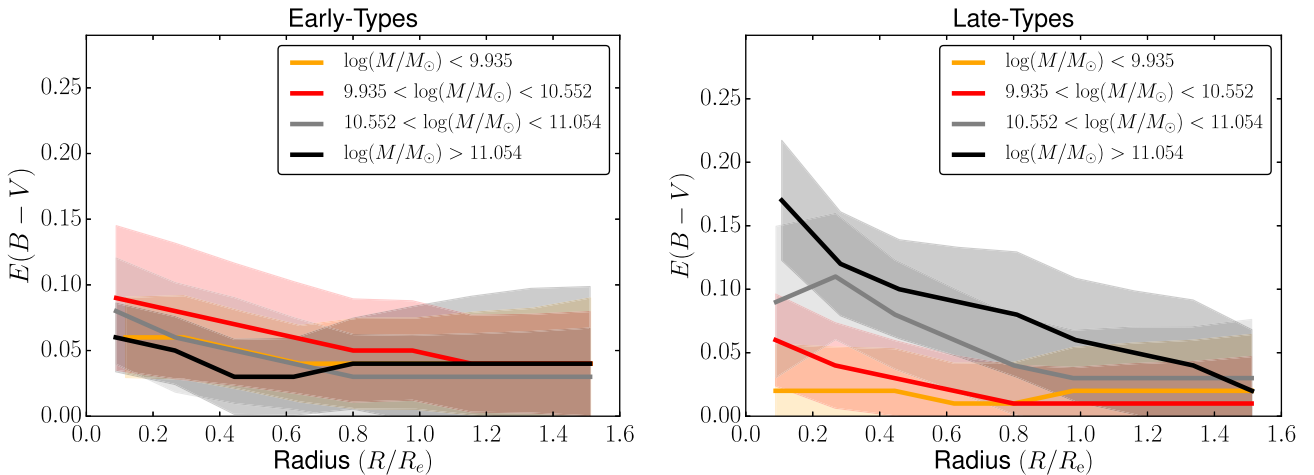 Early-Types
log(M/M⊙) < 9.935
9.935 < log(M/M⊙) < 10.552
10.552 < log(M/M⊙) < 11.054
log(M/M⊙) > 11.054
E(B − V)
0.25
0.20
0.15
0.10
0.05
0.00
0.0 0.2 0.4 0.6 0.8 1.0 1.2 1.4 1.6
Radius (R/Re)
Late-Types
log(M/M⊙) < 9.935
9.935 < log(M/M⊙) < 10.552
10.552 < log(M/M⊙) < 11.054
log(M/M⊙) > 11.054
E(B − V)
0.25
0.20
0.15
0.10
0.05
0.00
0.0 0.2 0.4 0.6 0.8 1.0 1.2 1.4 1.6
Radius (R/Re)